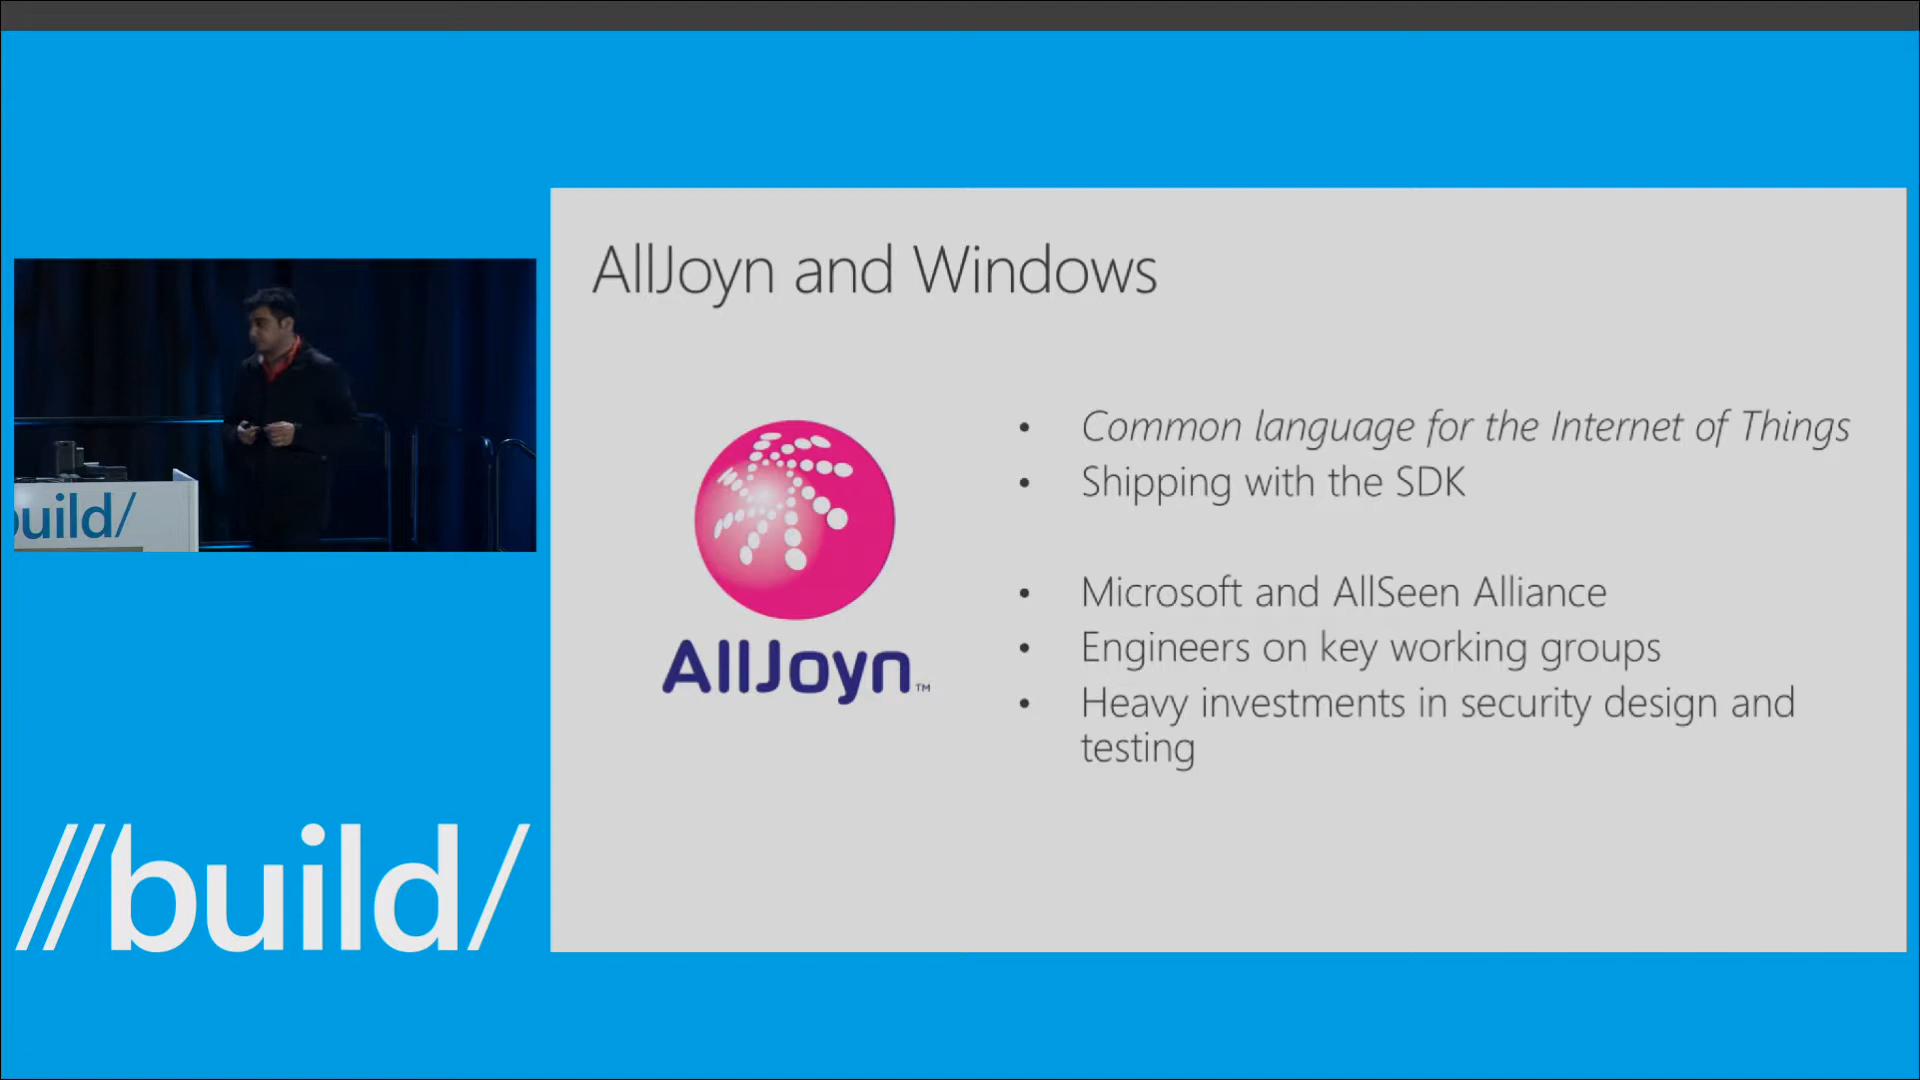 AllJoyn and Windows
• Common language for the Internet of Things
• Shipping with the SDK
• Microsoft and AllSeen Alliance
• Engineers on key working groups
• Heavy investments in security design and
testing
AllJoyn™
uild/
//build/